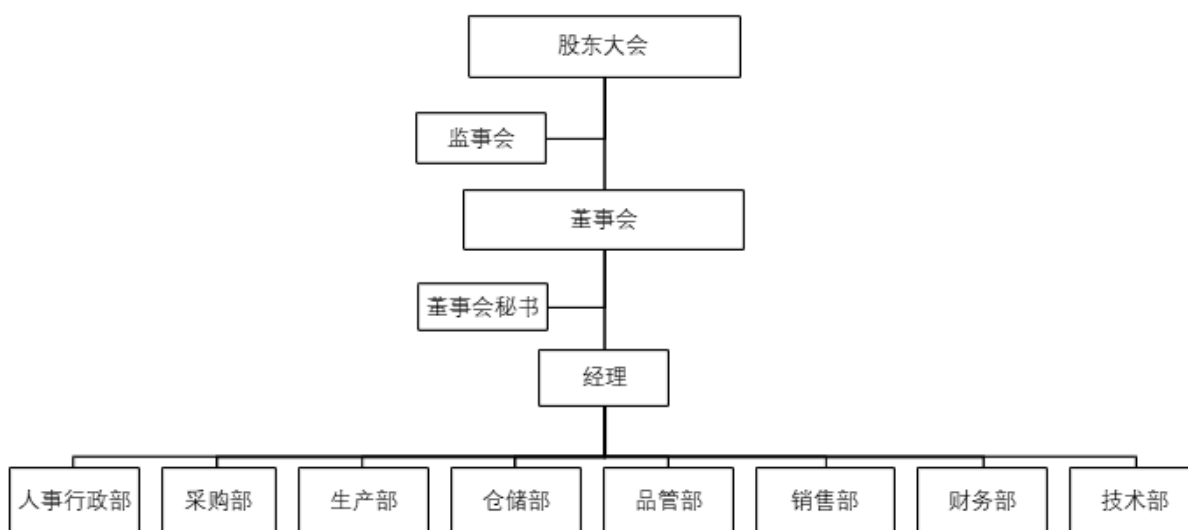 股东大会
监事会
董事会
董事会秘书
经理
人事行政部
采购部
生产部
仓储部
品管部
销售部
财务部
技术部